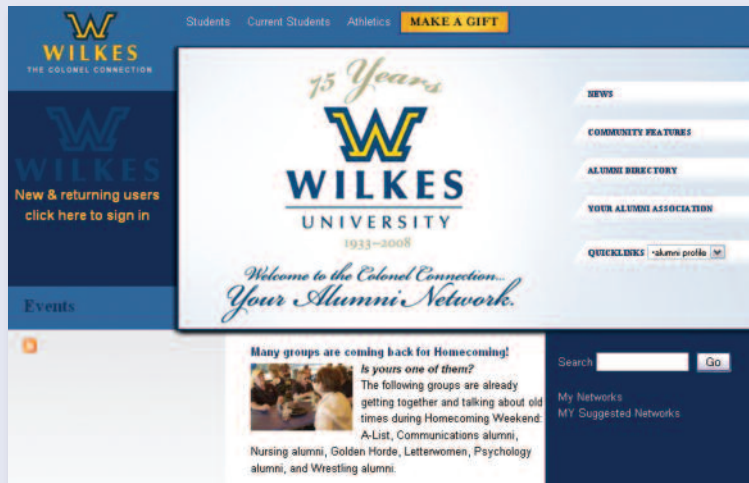 Students Current Students Athletics MAKE A GIFT
WILKES
THE COLONEL CONNECTION
WILKES
New & returning users
click here to sign in
Events
75 Years
WILKES
UNIVERSITY
1933–2008
Welcome to the Colonel Connection...
Your Alumni Network.
NEWS
COMMUNITY FEATURES
ALUMNI DIRECTORY
YOUR ALUMNI ASSOCIATION
QUICKLINKS -alumni profile
Many groups are coming back for Homecoming!
Is yours one of them?
The following groups are already
getting together and talking about old
times during Homecoming Weekend:
A-List, Communications alumni,
Nursing alumni, Golden Horde, Letterwomen, Psychology
alumni, and Wrestling alumni.
Search Go
My Networks
MY Suggested Networks